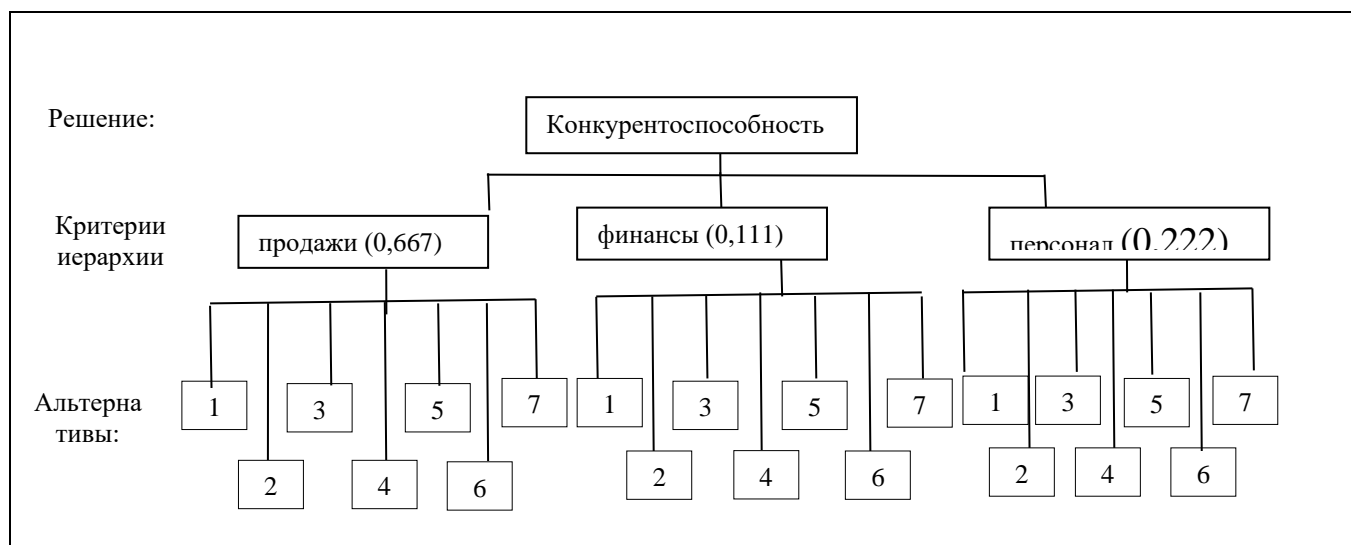 Решение:
Конкурентоспособность
Критерии
иерархии
продажи (0,667)
финансы (0,111)
персонал (0,222)
Альтерна
тивы:
1 3 5 7 1 3 5 7 1 3 5 7
2 4 6 2 4 6 2 4 6